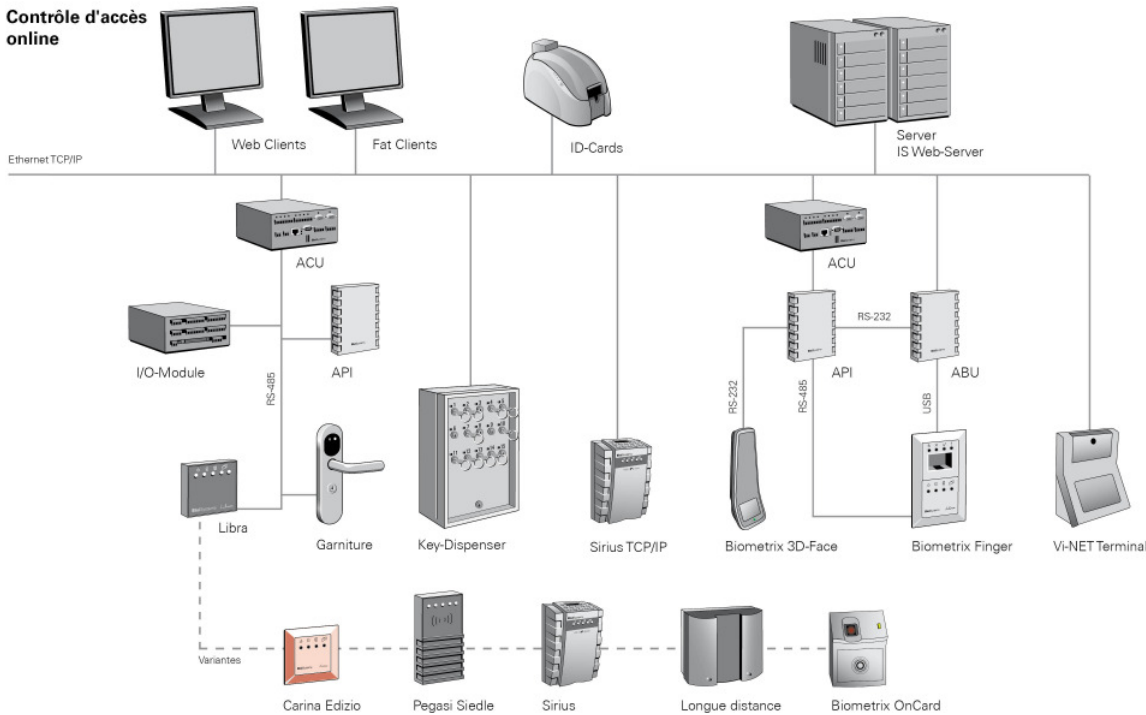 Contrôle d'accès
online
Web Clients
Fat Clients
ID-Cards
Server
IS Web-Server
Ethernet TCP/IP
ACU
ACU
I/O-Module
API
RS-485
RS-232
API
ABU
RS-232
RS-485
USB
Libra
Garniture
Key-Dispenser
Sirius TCP/IP
Biometrix 3D-Face
Biometrix Finger
Vi-NET Terminal
Variantes
Carina Edizio
Pegasi Siedle
Sirius
Longue distance
Biometrix OnCard